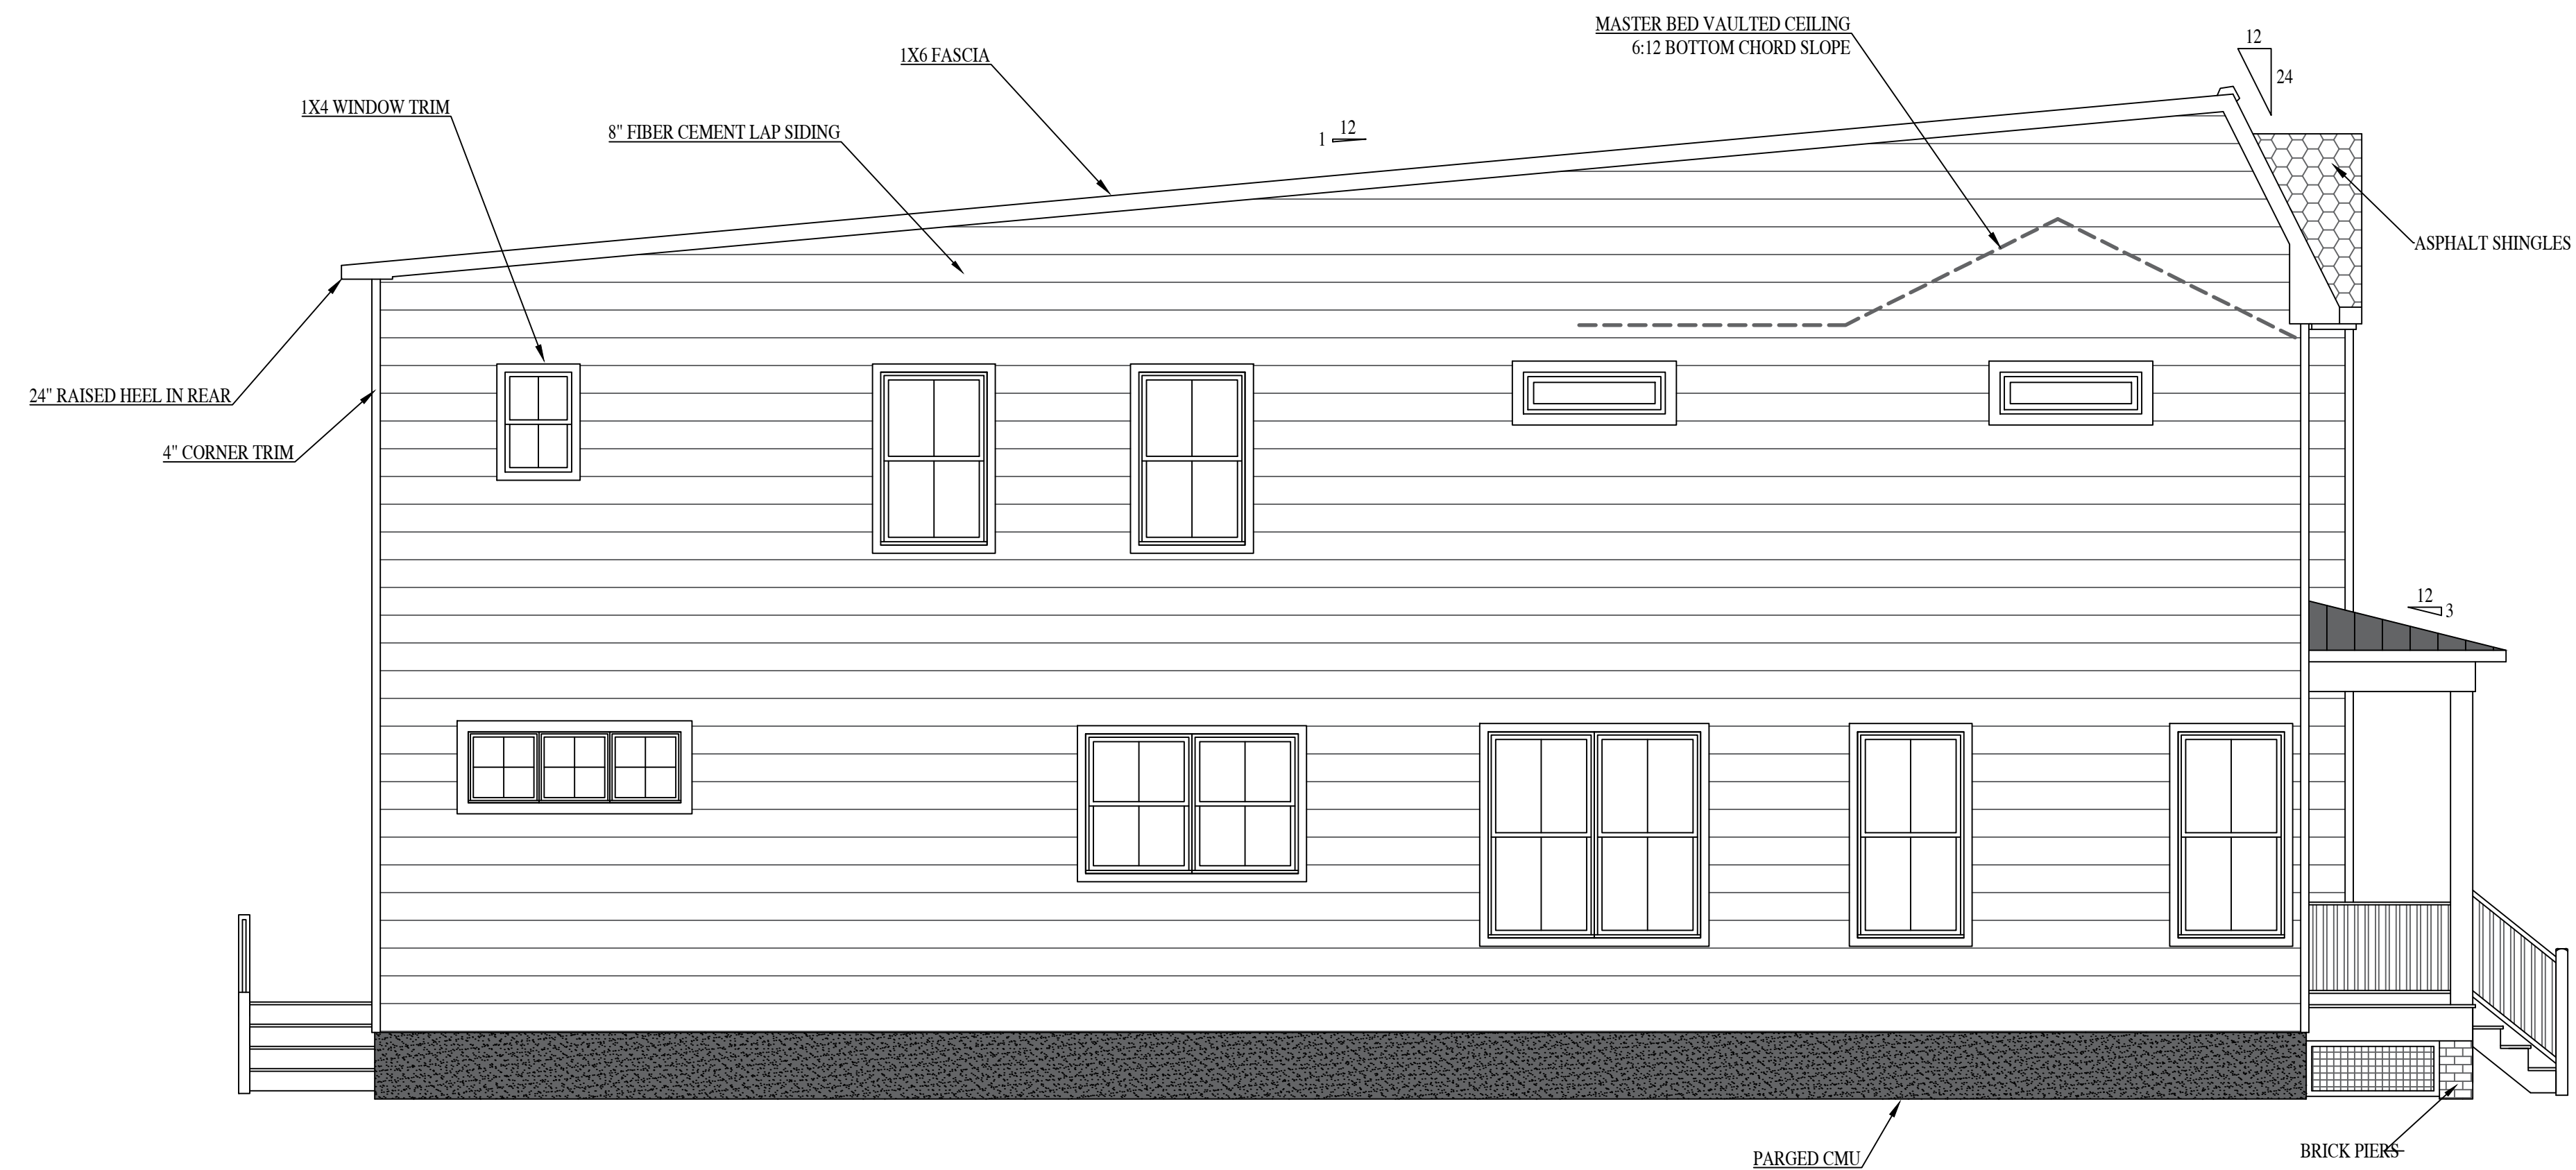 MASTER BED VAULTED CEILING
6:12 BOTTOM CHORD SLOPE
12
24
1X6 FASCIA
1X4 WINDOW TRIM
8" FIBER CEMENT LAP SIDING
12
1
ASPHALT SHINGLES
24" RAISED HEEL IN REAR
4" CORNER TRIM
12
3
BRICK PIERS
PARGED CMU